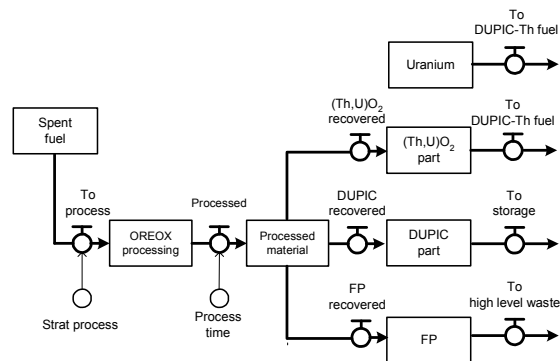 To
DUPIC-Th fuel
Uranium
(Th,U)O₂
recovered
To
DUPIC-Th fuel
(Th,U)O₂
part
Spent
fuel
To
process
Processed
OREOX
processing
Processed
material
DUPIC
recovered
DUPIC
part
To
storage
Strat process
Process
time
FP
recovered
FP
To
high level waste